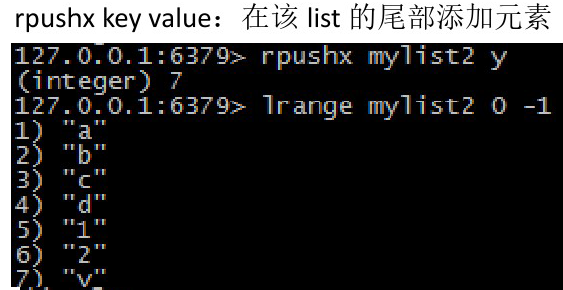 rpushx key value：在该 list 的尾部添加元素
127.0.0.1:6379> rpushx mylist2 y
(integer) 7
127.0.0.1:6379> lrange mylist2 0 -1
1) "a"
2) "b"
3) "c"
4) "d"
5) "1"
6) "2"
7) "y"